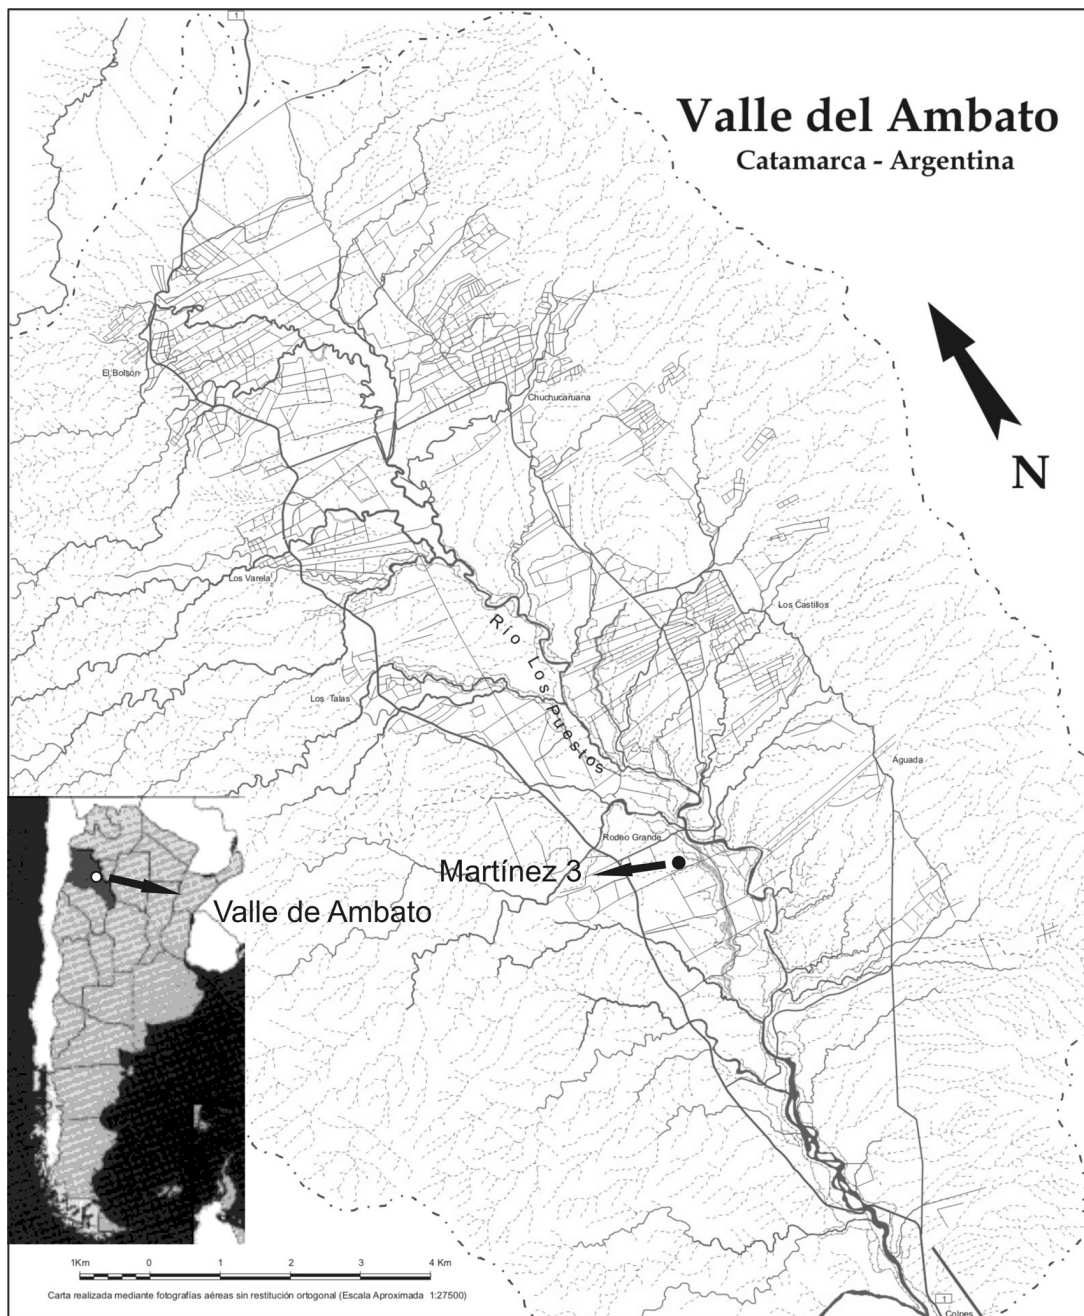 1
Valle del Ambato
Catamarca - Argentina
N
El Bolsón
Chuchucaruana
Los Varela
Los Castillos
Río Los Puestos
Los Talas
Aguada
Rodeo Grande
Martínez 3
Valle de Ambato
1Km 0 1 2 3 4 Km
Carta realizada mediante fotografías aéreas sin restitución ortogonal (Escala Aproximada 1:27500)
1
Colpes